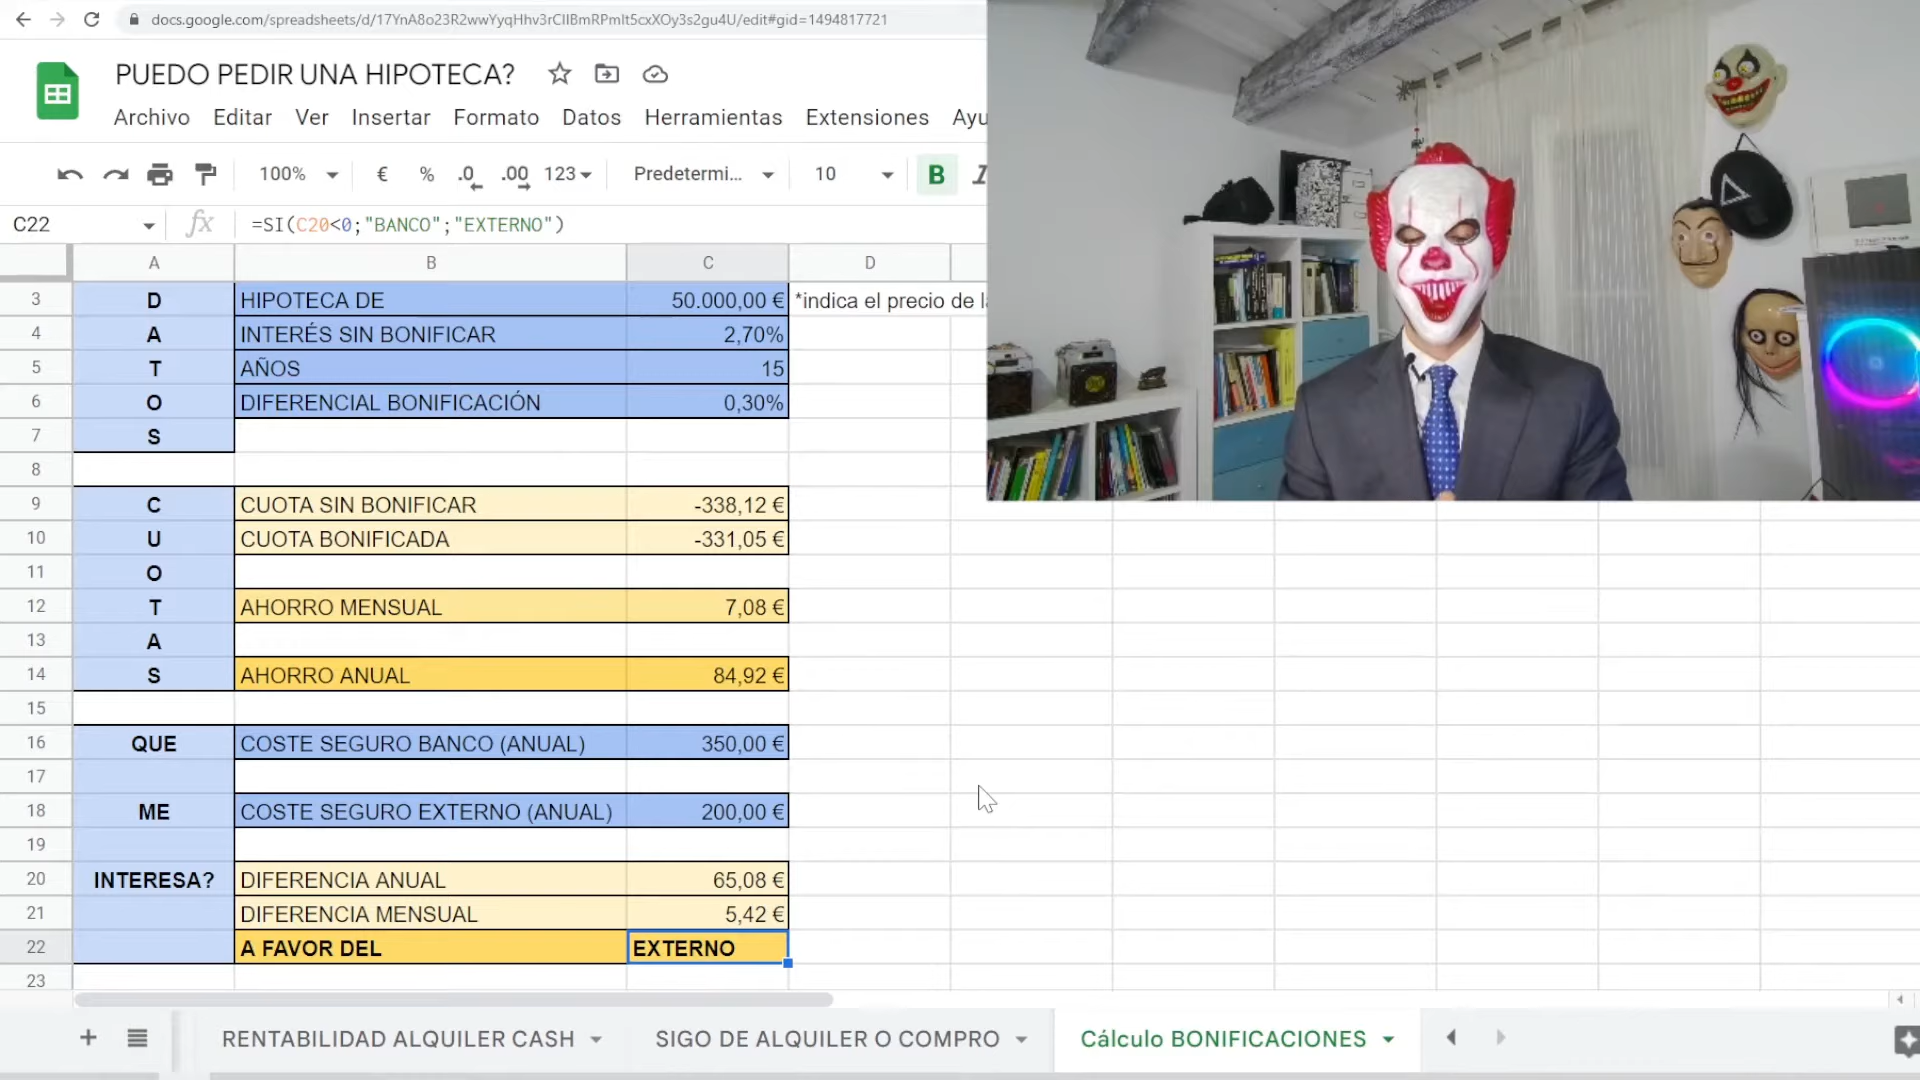 docs.google.com/spreadsheets/d/17YnA8o23R2wwYyqHhv3rCIlBmRPmIt5cxXOy3s2gu4U/edit#gid=1494817721
PUEDO PEDIR UNA HIPOTECA?
Archivo Editar Ver Insertar Formato Datos Herramientas Extensiones Ayu
100% € % .0 .00 123 Predetermi... 10 B I
C22 fx =SI(C20<0;"BANCO";"EXTERNO")
A B C D
3 D HIPOTECA DE 50.000,00 € *indica el precio de la
4 A INTERÉS SIN BONIFICAR 2,70%
5 T AÑOS 15
6 O DIFERENCIAL BONIFICACIÓN 0,30%
7 S
8
9 C CUOTA SIN BONIFICAR -338,12 €
10 U CUOTA BONIFICADA -331,05 €
11 O
12 T AHORRO MENSUAL 7,08 €
13 A
14 S AHORRO ANUAL 84,92 €
15
16 QUE COSTE SEGURO BANCO (ANUAL) 350,00 €
17
18 ME COSTE SEGURO EXTERNO (ANUAL) 200,00 €
19
20 INTERESA? DIFERENCIA ANUAL 65,08 €
21 DIFERENCIA MENSUAL 5,42 €
22 A FAVOR DEL EXTERNO
23
RENTABILIDAD ALQUILER CASH SIGO DE ALQUILER O COMPRO Cálculo BONIFICACIONES